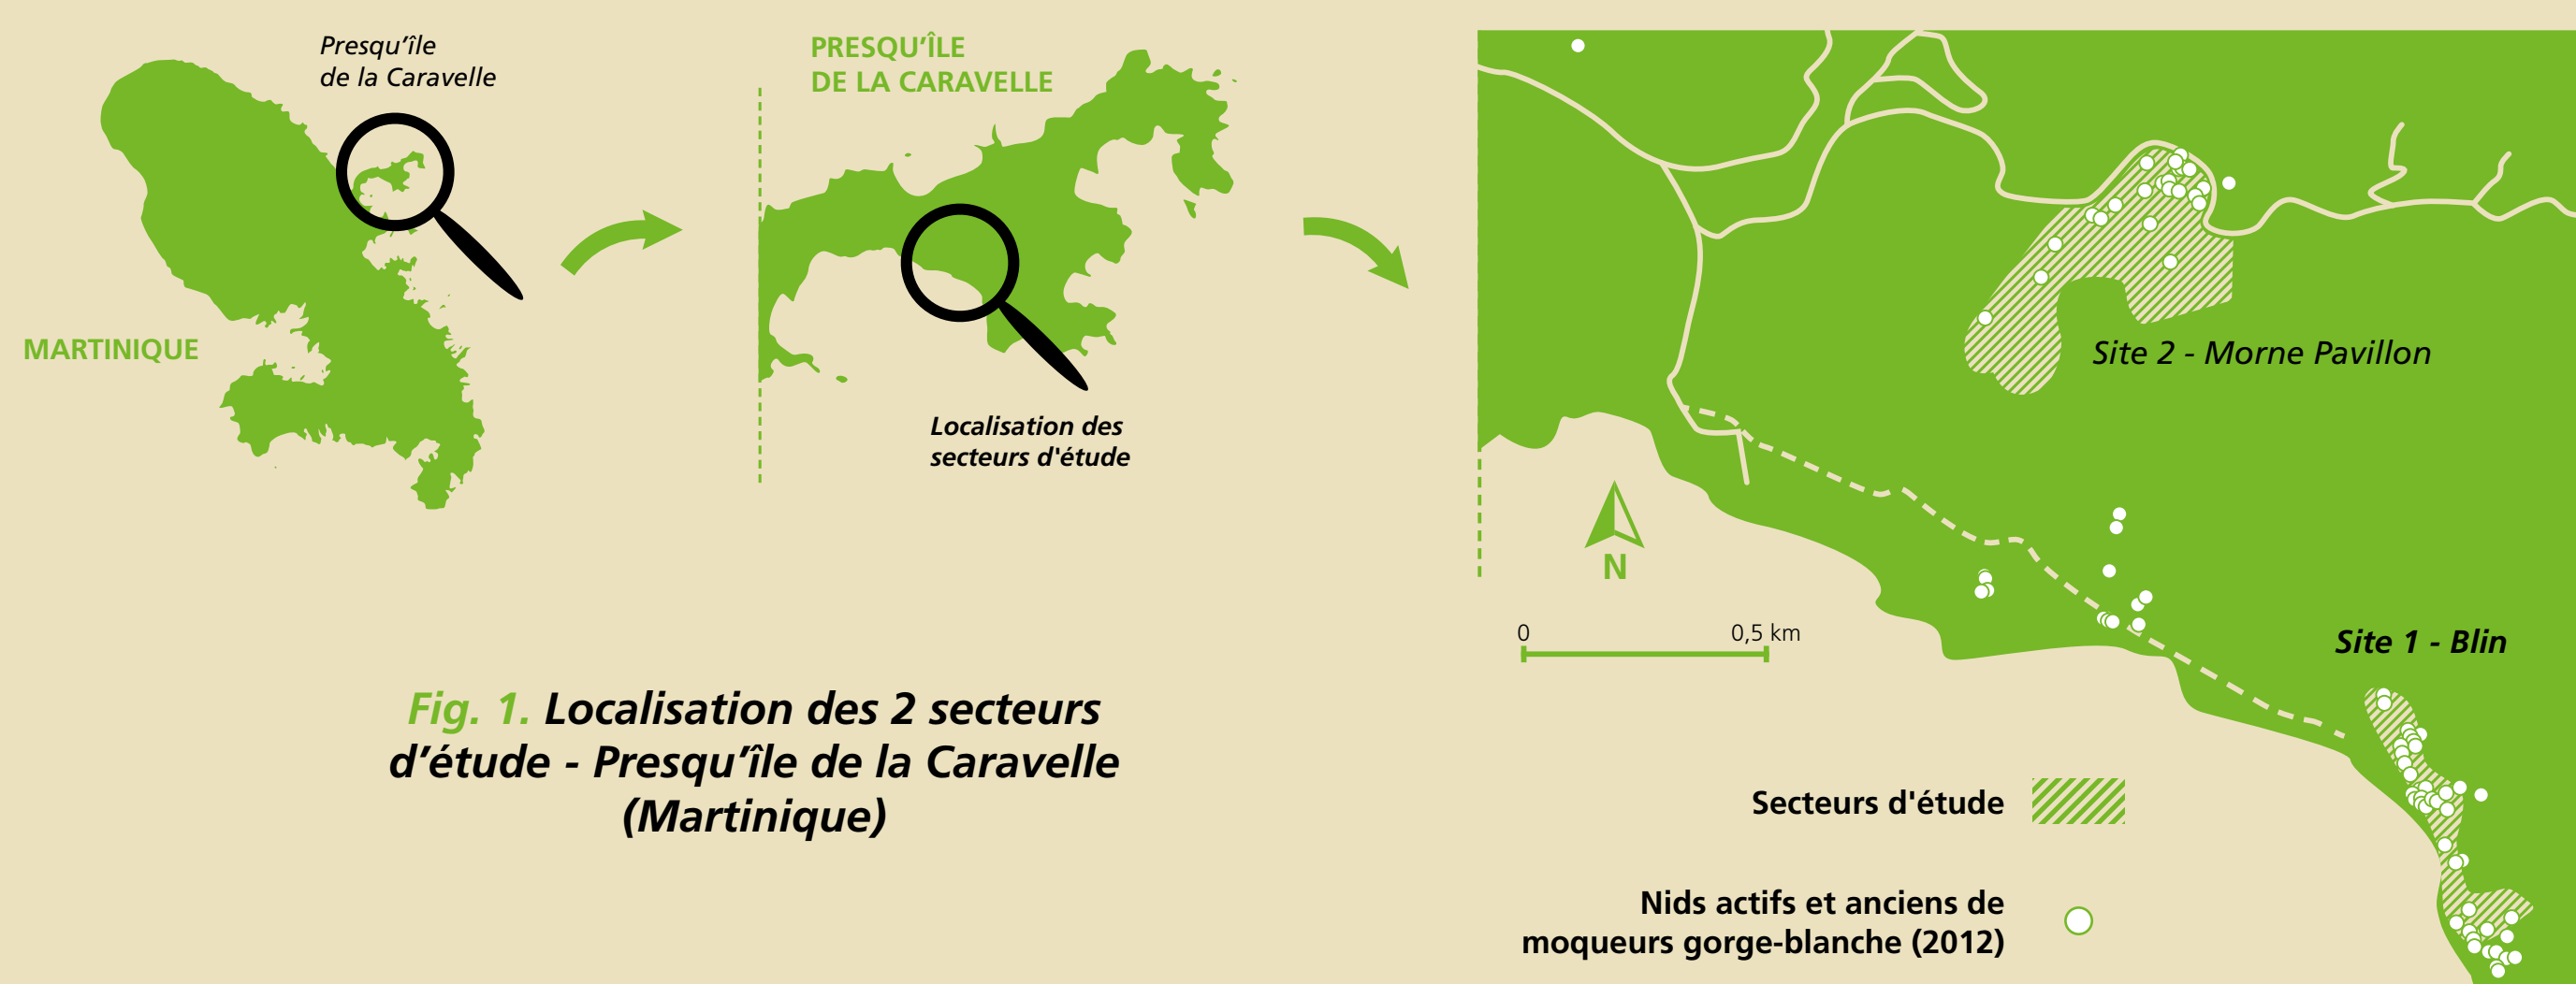 Presqu’île
de la Caravelle
MARTINIQUE
PRESQU’ÎLE
DE LA CARAVELLE
Localisation des
secteurs d'étude
Site 2 - Morne Pavillon
N
0
0,5 km
Site 1 - Blin
Fig. 1. Localisation des 2 secteurs
d’étude - Presqu’île de la Caravelle
(Martinique)
Secteurs d'étude
Nids actifs et anciens de
moqueurs gorge-blanche (2012)